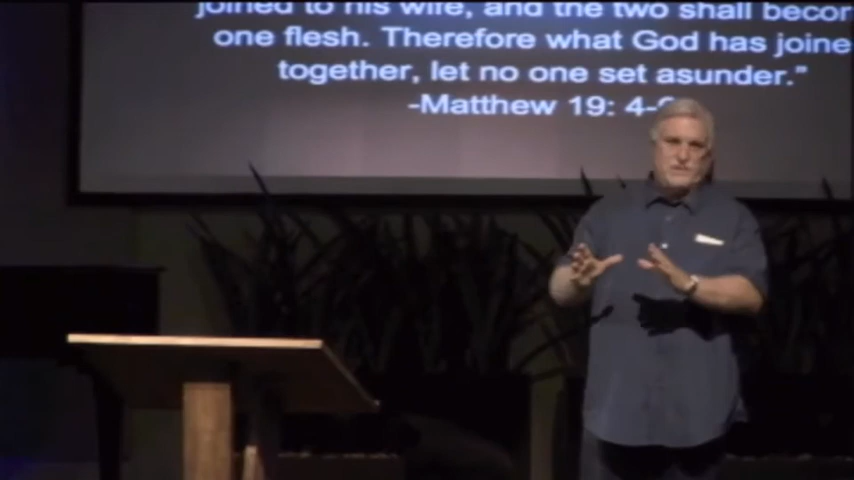 joined to his wife, and the two shall becom
one flesh. Therefore what God has joine
together, let no one set asunder.”
-Matthew 19: 4-